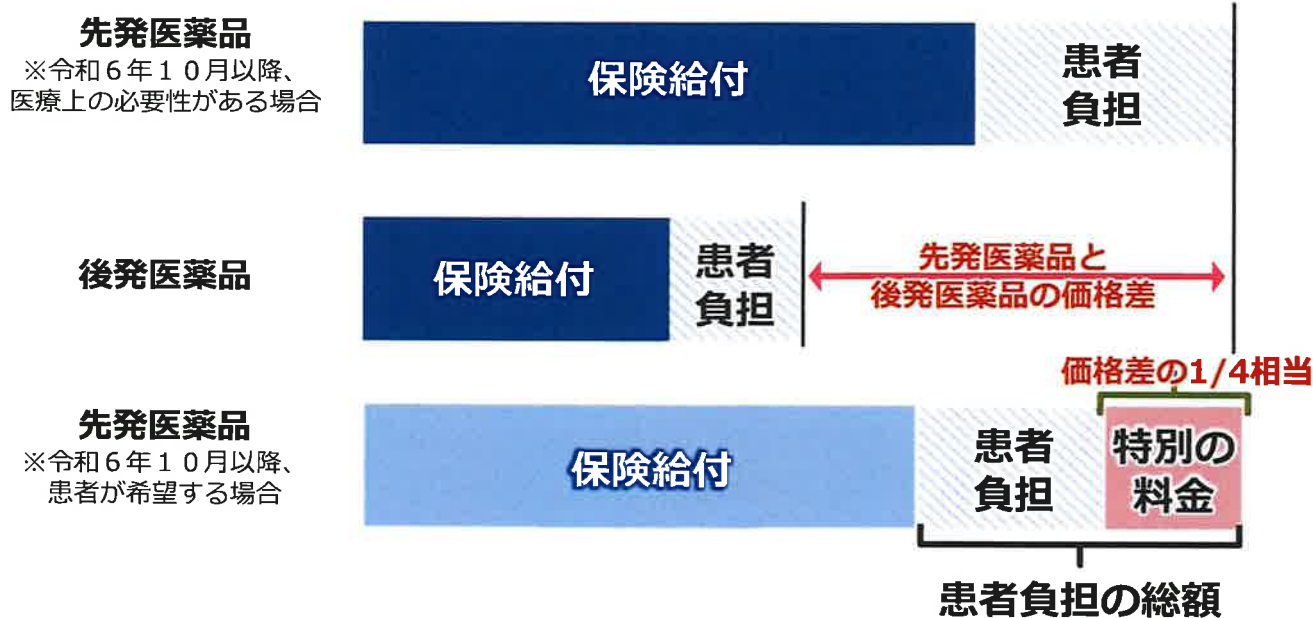 先発医薬品
※令和６年１０月以降、
医療上の必要性がある場合
保険給付
患者
負担
後発医薬品
保険給付
患者
負担
先発医薬品と
後発医薬品の価格差
価格差の1/4相当
先発医薬品
※令和６年１０月以降、
患者が希望する場合
保険給付
患者
負担
特別の
料金
患者負担の総額